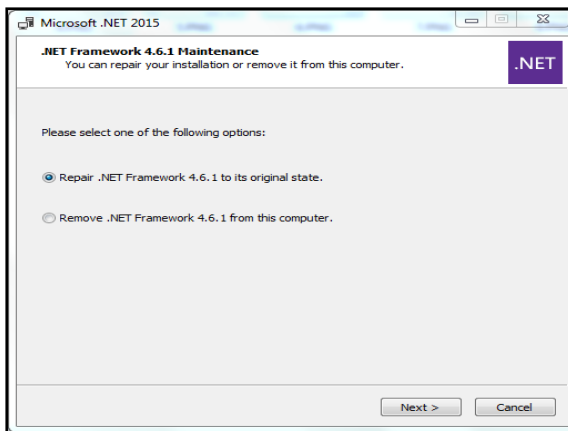 Microsoft .NET 2015
.NET Framework 4.6.1 Maintenance
You can repair your installation or remove it from this computer.
.NET
Please select one of the following options:
Repair .NET Framework 4.6.1 to its original state.
Remove .NET Framework 4.6.1 from this computer.
Next >
Cancel